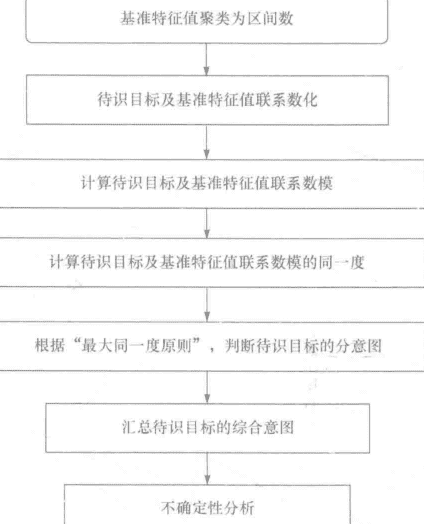 基准特征值聚类为区间数
待识目标及基准特征值联系数化
计算待识目标及基准特征值联系数模
计算待识目标及基准特征值联系数模的同一度
根据“最大同一度原则”，判断待识目标的分意图
汇总待识目标的综合意图
不确定性分析